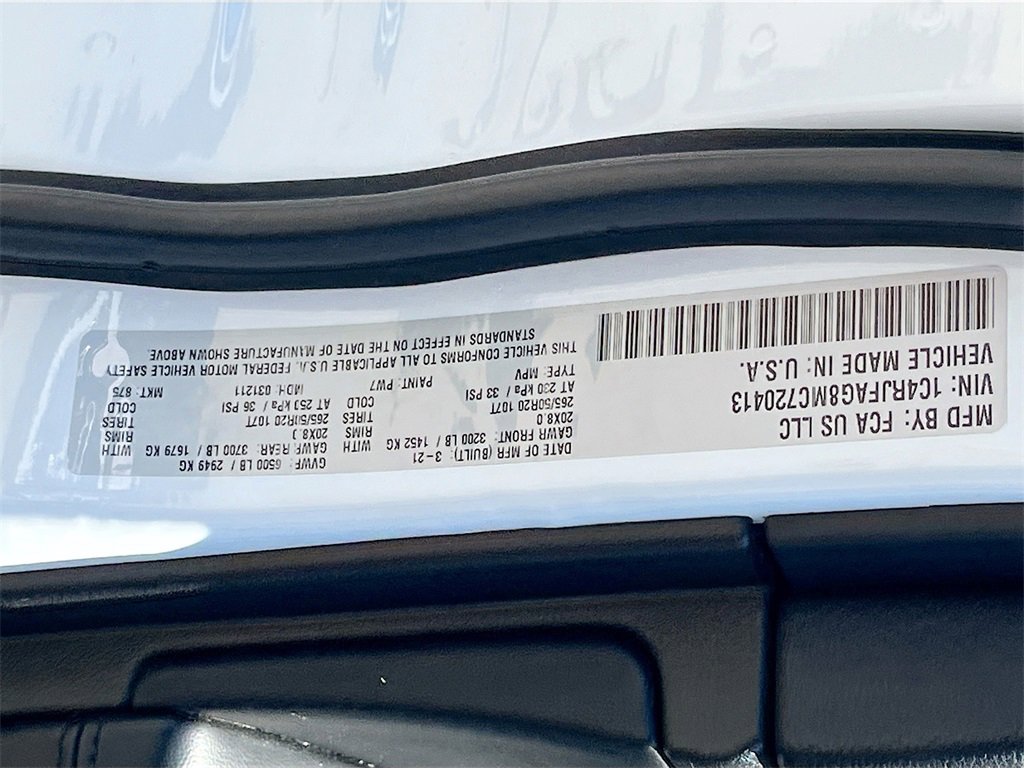 MFD BY: FCA US LLC
VIN: 1C4RJFAG8MC720413
VEHICLE MADE IN: U.S.A.
DATE OF MFR (BUILT): 3-21 GVWR: 6500 LB / 2949 KG
GAWR FRONT: 3200 LB / 1452 KG WITH GAWR REAR: 3700 LB / 1679 KG WITH
20X8.0 RIMS 20X8.0 RIMS
265/50R20 107T TIRES 265/50R20 107T TIRES
AT 230 kPa / 33 PSI COLD AT 250 kPa / 36 PSI COLD
TYPE: MPV PAINT: PW7 MDH: 031211 MKT: 875
THIS VEHICLE CONFORMS TO ALL APPLICABLE U.S.A. FEDERAL MOTOR VEHICLE SAFETY
STANDARDS IN EFFECT ON THE DATE OF MANUFACTURE SHOWN ABOVE.